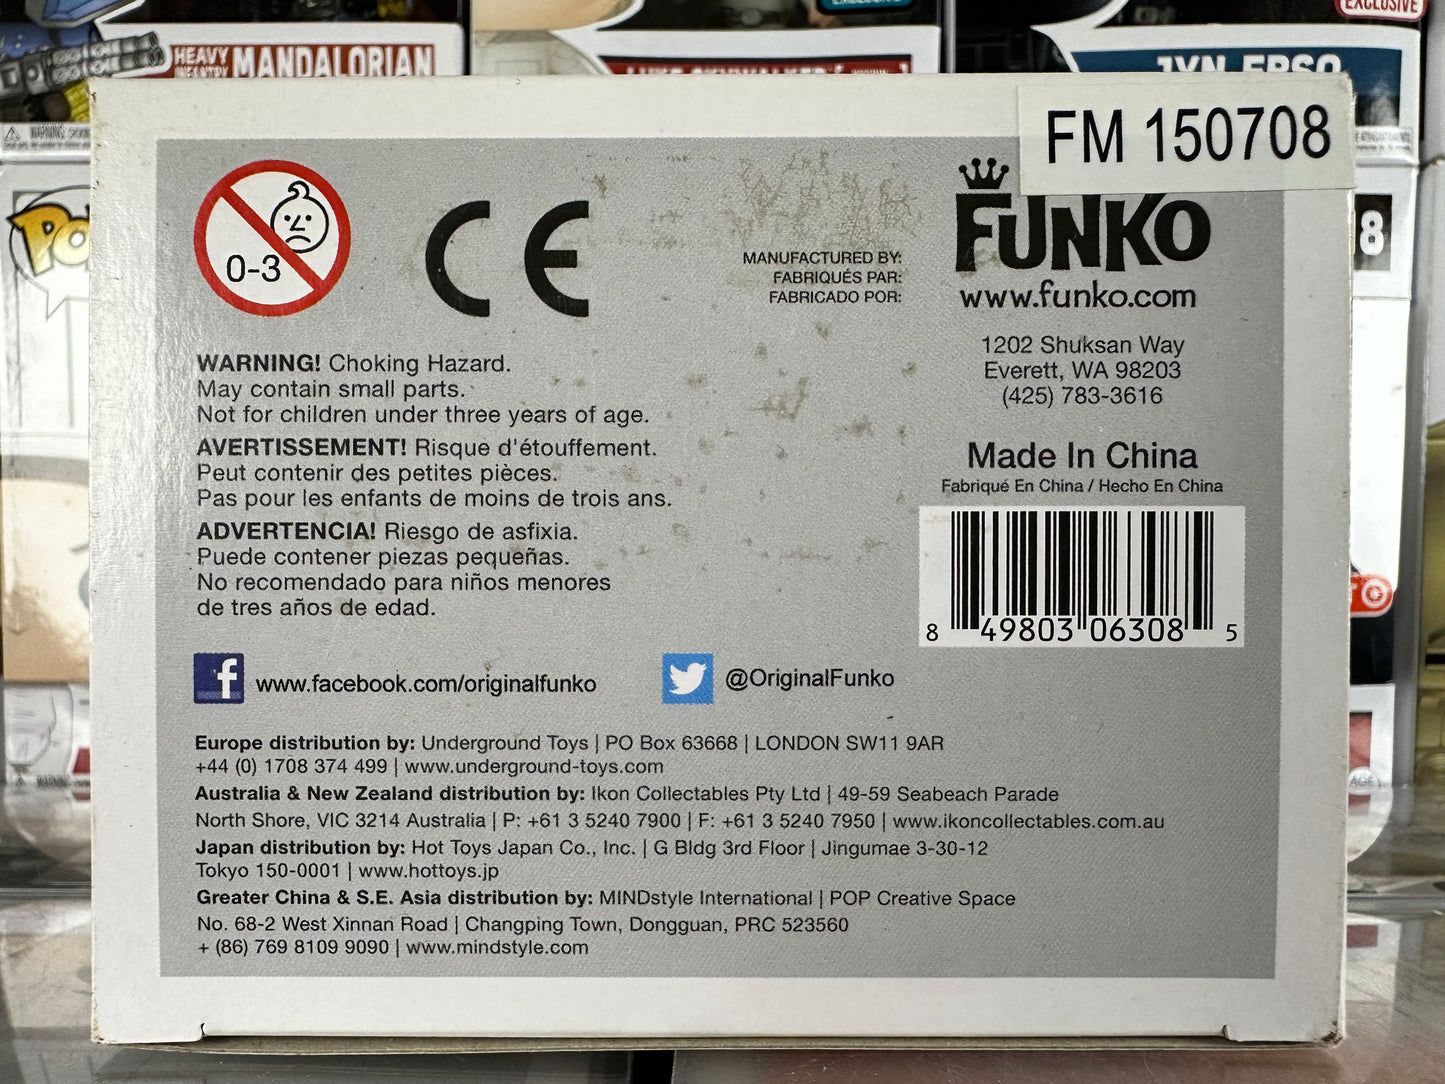 EXCLUSIVE
HEAVY
INFANTRY MANDALORIAN
LUKE SKYWALKER
JYN ERSO
WARNING:
FM 150708
POP
8
0-3
CE
MANUFACTURED BY:
FABRIQUÉS PAR:
FABRICADO POR:
FUNKO
www.funko.com
1202 Shuksan Way
Everett, WA 98203
(425) 783-3616
Made In China
Fabriqué En China / Hecho En China
8 49803 06308 5
WARNING! Choking Hazard.
May contain small parts.
Not for children under three years of age.
AVERTISSEMENT! Risque d'étouffement.
Peut contenir des petites pièces.
Pas pour les enfants de moins de trois ans.
ADVERTENCIA! Riesgo de asfixia.
Puede contener piezas pequeñas.
No recomendado para niños menores
de tres años de edad.
f www.facebook.com/originalfunko
@OriginalFunko
Europe distribution by: Underground Toys | PO Box 63668 | LONDON SW11 9AR
+44 (0) 1708 374 499 | www.underground-toys.com
Australia & New Zealand distribution by: Ikon Collectables Pty Ltd | 49-59 Seabeach Parade
North Shore, VIC 3214 Australia | P: +61 3 5240 7900 | F: +61 3 5240 7950 | www.ikoncollectables.com.au
Japan distribution by: Hot Toys Japan Co., Inc. | G Bldg 3rd Floor | Jingumae 3-30-12
Tokyo 150-0001 | www.hottoys.jp
Greater China & S.E. Asia distribution by: MINDstyle International | POP Creative Space
No. 68-2 West Xinnan Road | Changping Town, Dongguan, PRC 523560
+ (86) 769 8109 9090 | www.mindstyle.com
WARNING
AGE